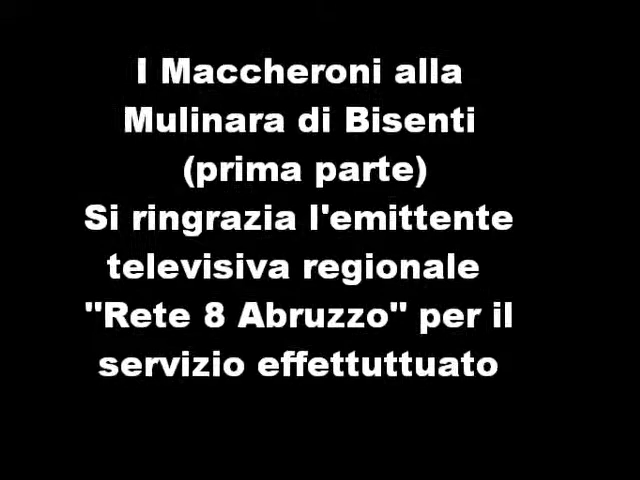 I Maccheroni alla
Mulinara di Bisenti
(prima parte)
Si ringrazia l'emittente
televisiva regionale
"Rete 8 Abruzzo" per il
servizio effettuttuato